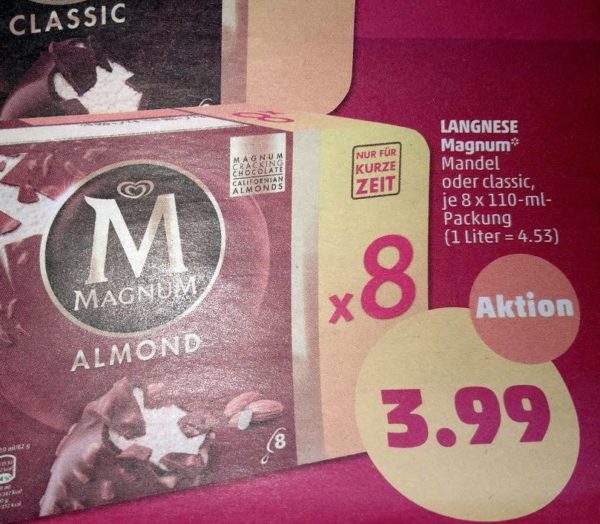 CLASSIC
8
MAGNUM
CRACKING
CHOCOLATE
CALIFORNIAN
ALMONDS
NUR FÜR
KURZE
ZEIT
M
MAGNUM
ALMOND
x8
8
LANGNESE
Magnum*
Mandel
oder classic,
je 8 x 110-ml-
Packung
(1 Liter = 4.53)
Aktion
3.99